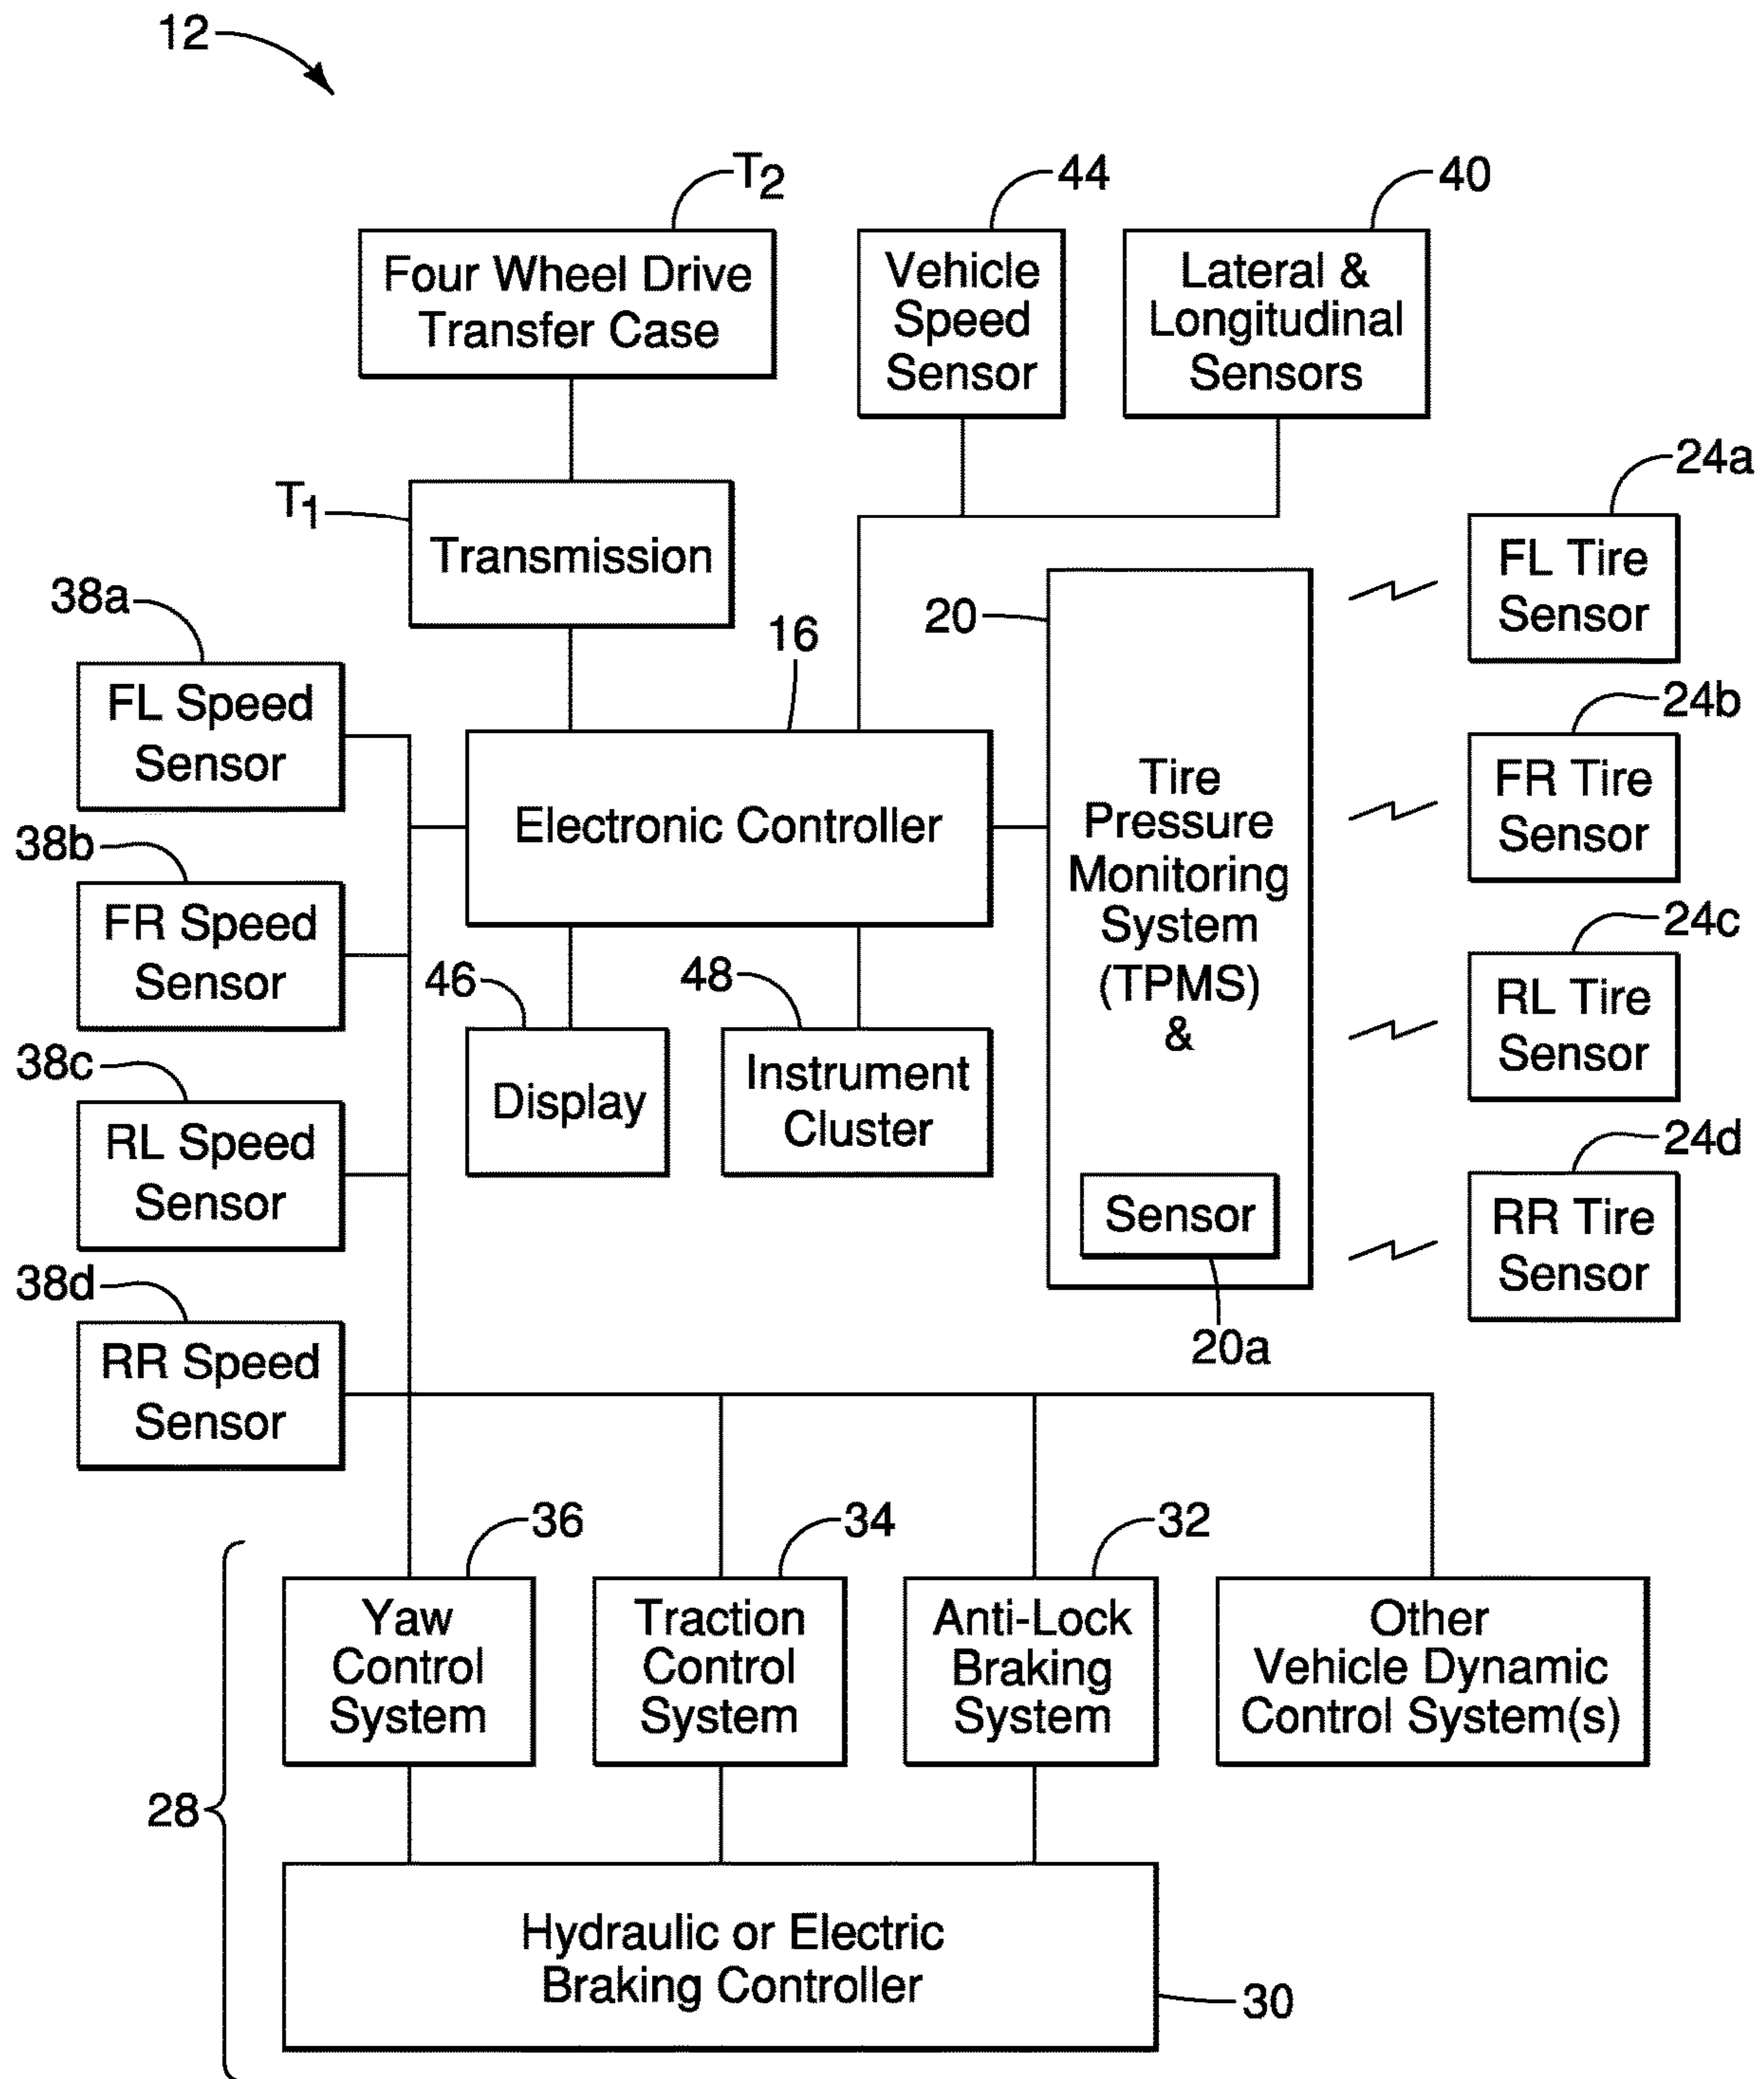 12
T2
44
40
Four Wheel Drive
Transfer Case
Vehicle
Speed
Sensor
Lateral &
Longitudinal
Sensors
24a
T1
Transmission
FL Tire
Sensor
38a
20
16
FL Speed
Sensor
24b
FR Tire
Sensor
Electronic Controller
Tire
Pressure
Monitoring
System
(TPMS)
&
38b
FR Speed
Sensor
24c
RL Tire
Sensor
46
48
Display
Instrument
Cluster
38c
RL Speed
Sensor
24d
RR Tire
Sensor
Sensor
20a
38d
RR Speed
Sensor
36
34
32
Yaw
Control
System
Traction
Control
System
Anti-Lock
Braking
System
Other
Vehicle Dynamic
Control System(s)
28
Hydraulic or Electric
Braking Controller
30